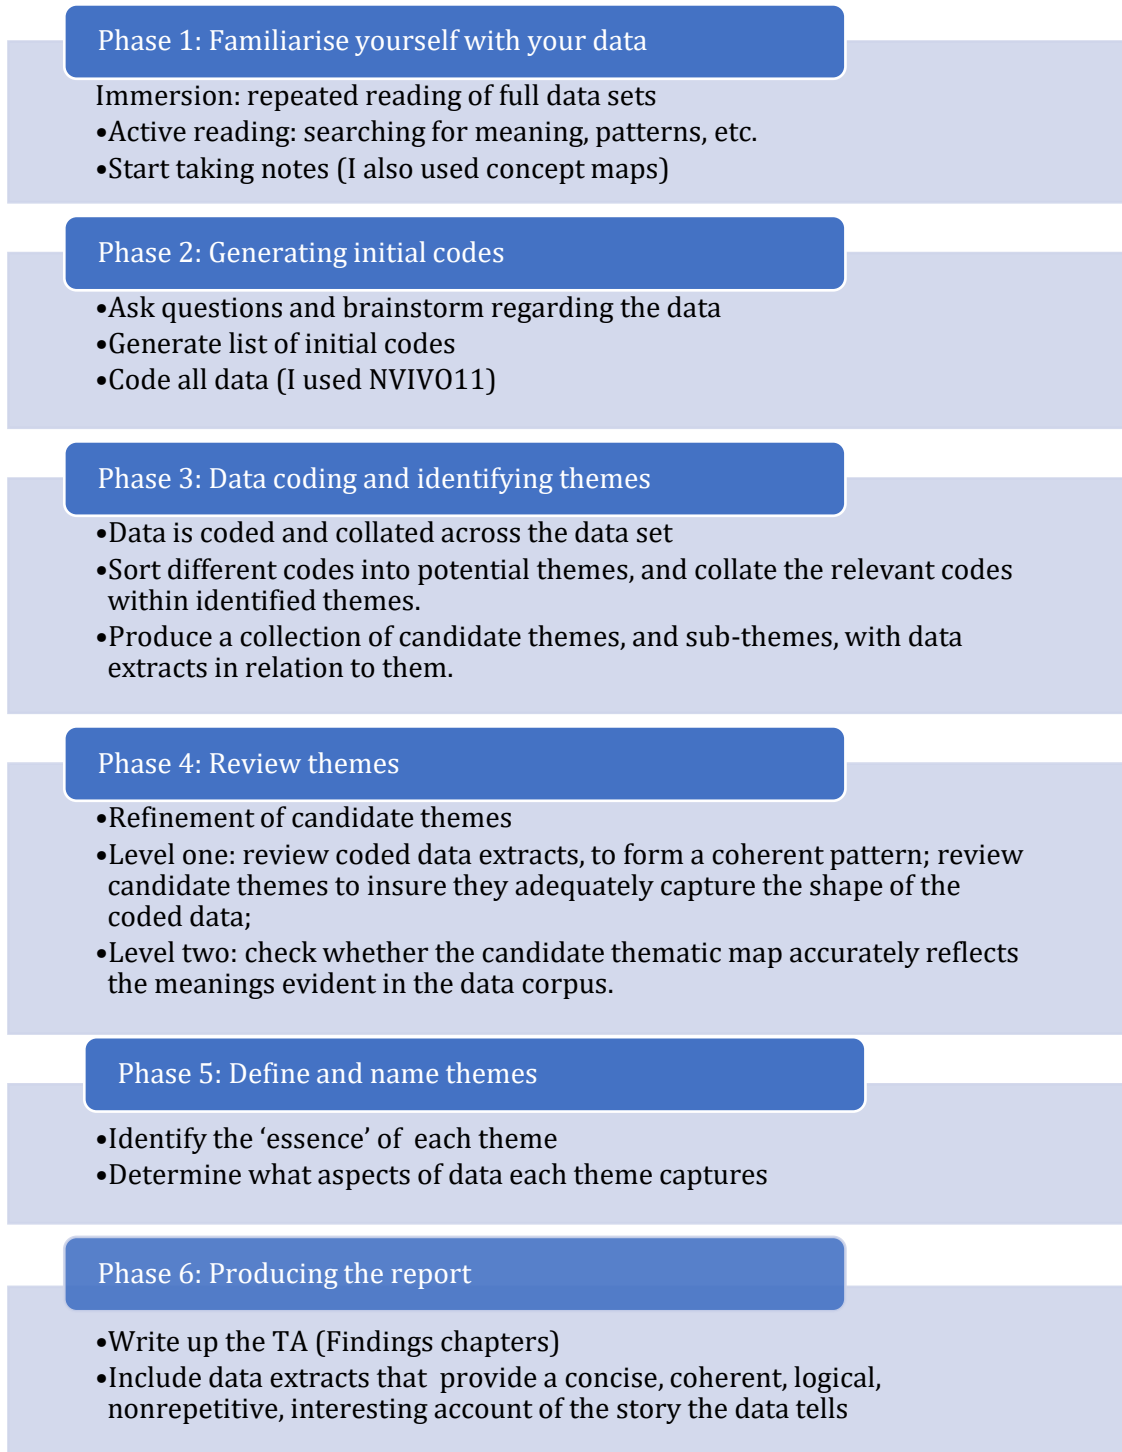 Phase 1: Familiarise yourself with your data
Immersion: repeated reading of full data sets
•Active reading: searching for meaning, patterns, etc.
•Start taking notes (I also used concept maps)
Phase 2: Generating initial codes
•Ask questions and brainstorm regarding the data
•Generate list of initial codes
•Code all data (I used NVIVO11)
Phase 3: Data coding and identifying themes
•Data is coded and collated across the data set
•Sort different codes into potential themes, and collate the relevant codes
within identified themes.
•Produce a collection of candidate themes, and sub-themes, with data
extracts in relation to them.
Phase 4: Review themes
•Refinement of candidate themes
•Level one: review coded data extracts, to form a coherent pattern; review
candidate themes to insure they adequately capture the shape of the
coded data;
•Level two: check whether the candidate thematic map accurately reflects
the meanings evident in the data corpus.
Phase 5: Define and name themes
•Identify the ‘essence’ of each theme
•Determine what aspects of data each theme captures
Phase 6: Producing the report
•Write up the TA (Findings chapters)
•Include data extracts that provide a concise, coherent, logical,
nonrepetitive, interesting account of the story the data tells